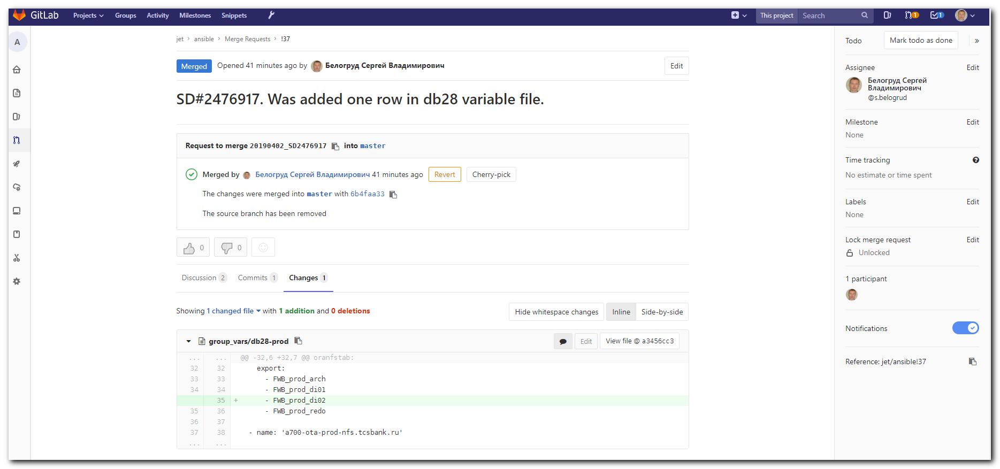 GitLab Projects Groups Activity Milestones Snippets This project Search 1 1
A
jet › ansible › Merge Requests › !37
Merged Opened 41 minutes ago by Белогруд Сергей Владимирович Edit
SD#2476917. Was added one row in db28 variable file.
Request to merge 20190402_SD2476917 into master
Merged by Белогруд Сергей Владимирович 41 minutes ago Revert Cherry-pick
The changes were merged into master with 6b4faa33
The source branch has been removed
0 0
Discussion 2 Commits 1 Changes 1
Showing 1 changed file with 1 addition and 0 deletions Hide whitespace changes Inline Side-by-side
group_vars/db28-prod Edit View file @ a3456cc3
... ... @@ -32,6 +32,7 @@ oranfstab:
32 32 export:
33 33 - FWB_prod_arch
34 34 - FWB_prod_di01
35 + - FWB_prod_di02
35 36 - FWB_prod_redo
36 37
37 38 - name: 'a700-ota-prod-nfs.tcsbank.ru'
... ...
Todo Mark todo as done »
Assignee Edit
Белогруд Сергей
Владимирович
@s.belogrud
Milestone Edit
None
Time tracking
No estimate or time spent
Labels Edit
None
Lock merge request Edit
Unlocked
1 participant
Notifications
Reference: jet/ansible!37